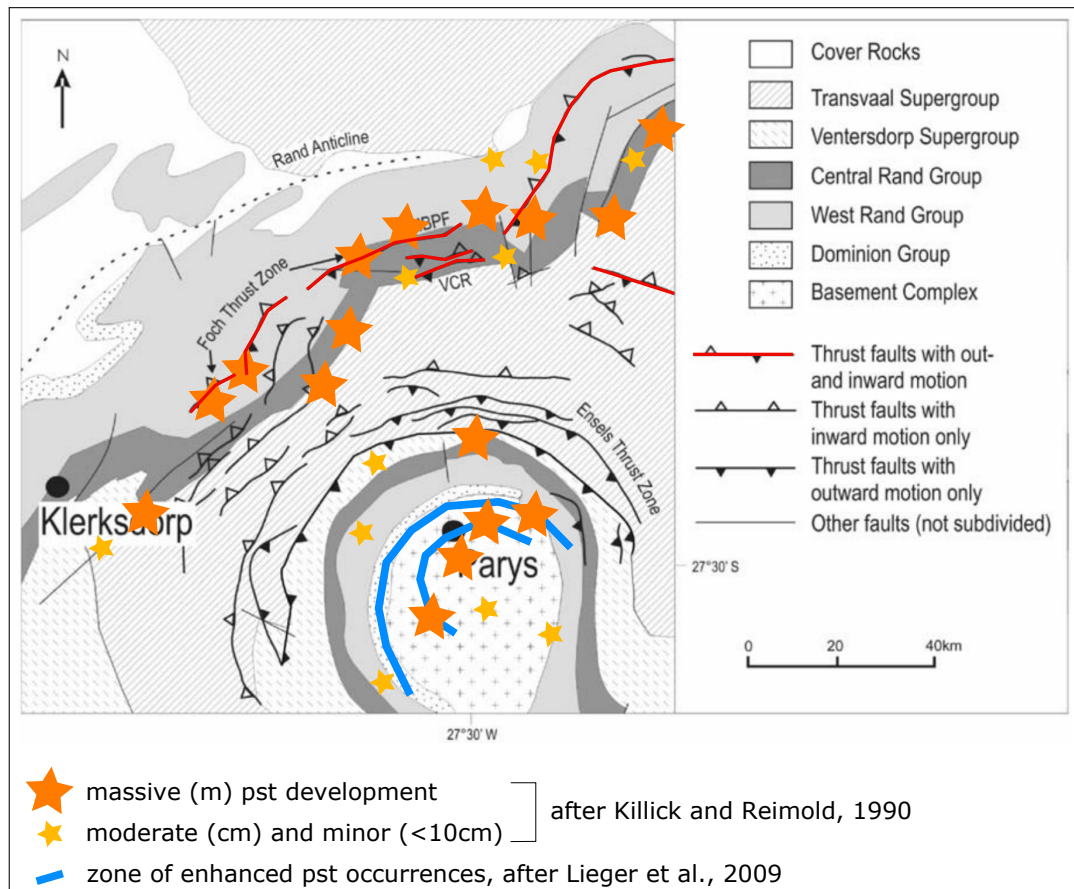 N
Rand Anticline
BPF
Foch Thrust Zone
VCR
Ensels Thrust Zone
Klerksdorp
Parys
27°30' S
27°30' W
Cover Rocks
Transvaal Supergroup
Ventersdorp Supergroup
Central Rand Group
West Rand Group
Dominion Group
Basement Complex
Thrust faults with out-
and inward motion
Thrust faults with
inward motion only
Thrust faults with
outward motion only
Other faults (not subdivided)
0 20 40km
massive (m) pst development
moderate (cm) and minor (<10cm)
after Killick and Reimold, 1990
zone of enhanced pst occurrences, after Lieger et al., 2009